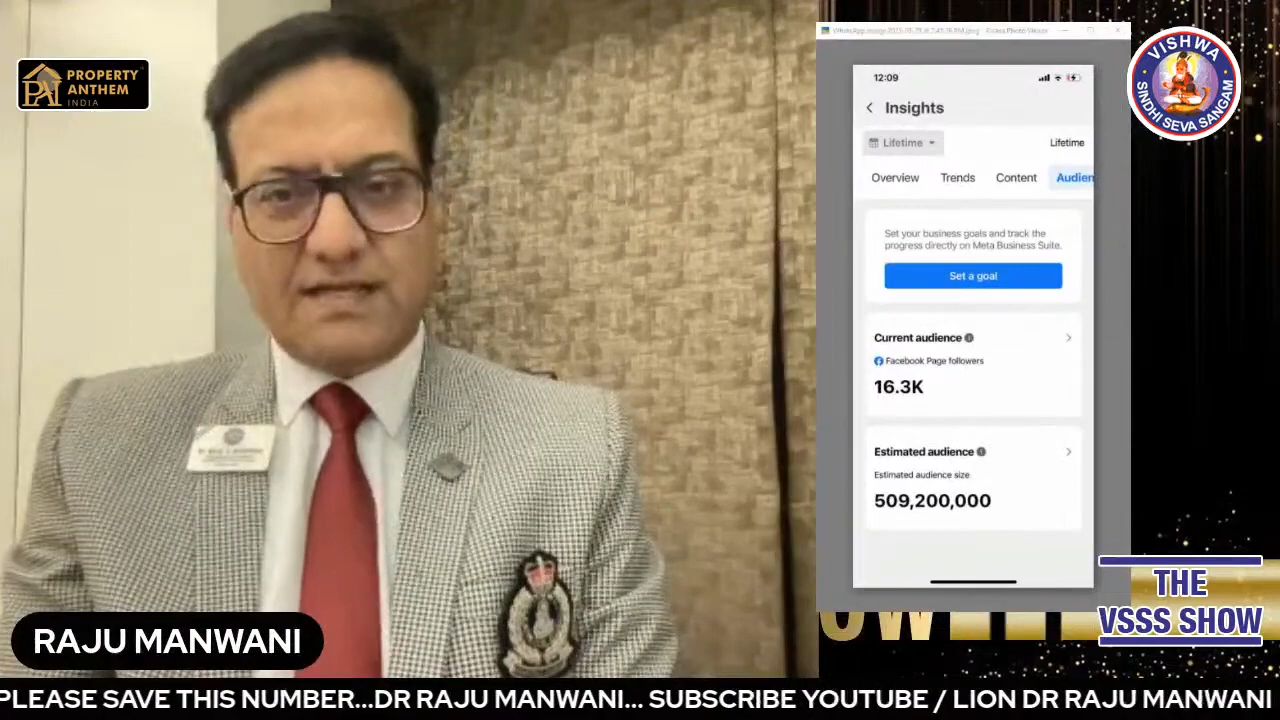 PROPERTY
ANTHEM
INDIA
PAI
WhatsApp
12:09
Insights
Lifetime
Lifetime
Overview
Trends
Content
Audien
Set your business goals and track the
progress directly on Meta Business Suite.
Set a goal
Current audience
Facebook Page followers
16.3K
Estimated audience
Estimated audience size
509,200,000
VISHWA
SINDHI SEVA SANGAM
OW
THE
VSSS SHOW
RAJU MANWANI
PLEASE SAVE THIS NUMBER...DR RAJU MANWANI... SUBSCRIBE YOUTUBE / LION DR RAJU MANWANI